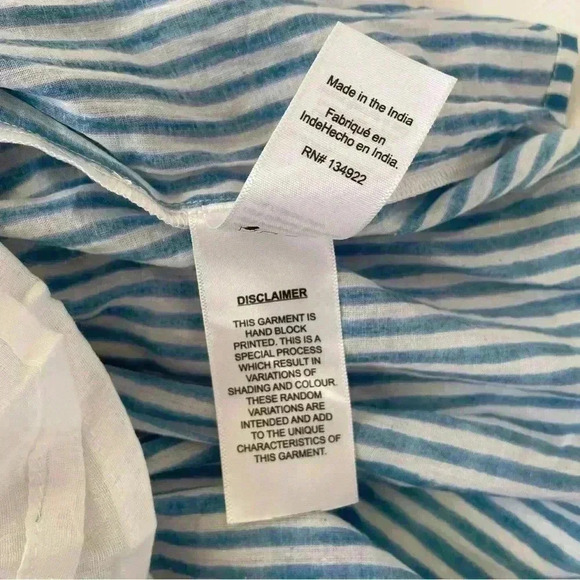 Made in the India
Fabriqué en
IndeHecho en India.
RN# 134922
DISCLAIMER
THIS GARMENT IS
HAND BLOCK
PRINTED. THIS IS A
SPECIAL PROCESS
WHICH RESULT IN
VARIATIONS OF
SHADING AND COLOUR.
THESE RANDOM
VARIATIONS ARE
INTENDED AND ADD
TO THE UNIQUE
CHARACTERISTICS OF
THIS GARMENT.